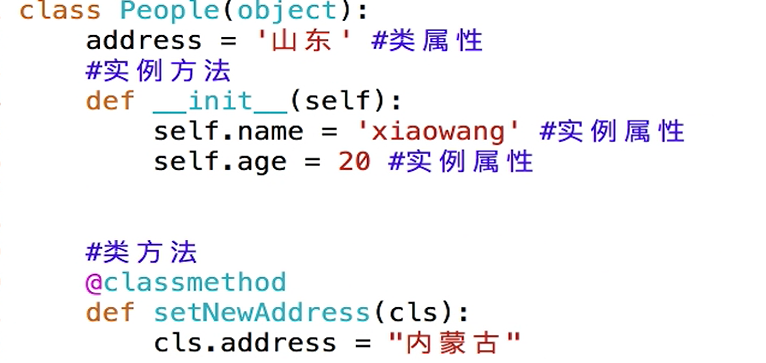 class People(object):
    address = '山东' #类属性
    #实例方法
    def __init__(self):
        self.name = 'xiaowang' #实例属性
        self.age = 20 #实例属性
    #类方法
    @classmethod
    def setNewAddress(cls):
        cls.address = "内蒙古"